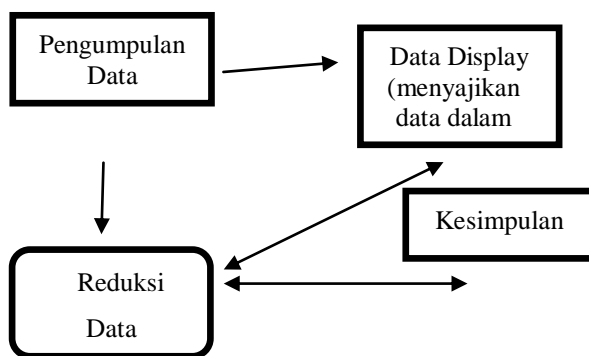 Pengumpulan
Data
Data Display
(menyajikan
data dalam
Kesimpulan
Reduksi
Data